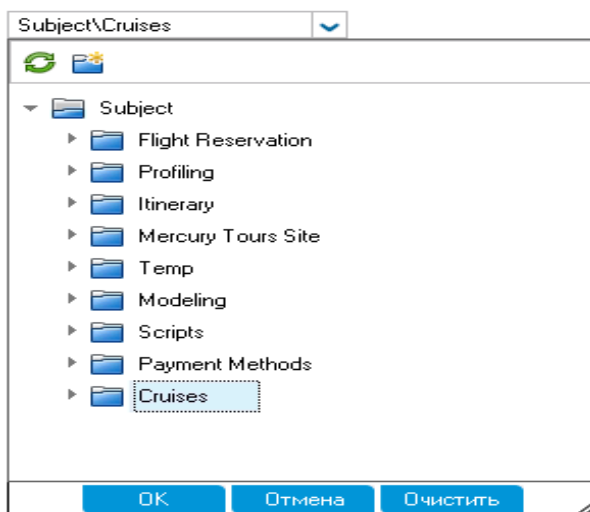 Subject\Cruises
Subject
Flight Reservation
Profiling
Itinerary
Mercury Tours Site
Temp
Modeling
Scripts
Payment Methods
Cruises
OK Отмена Очистить